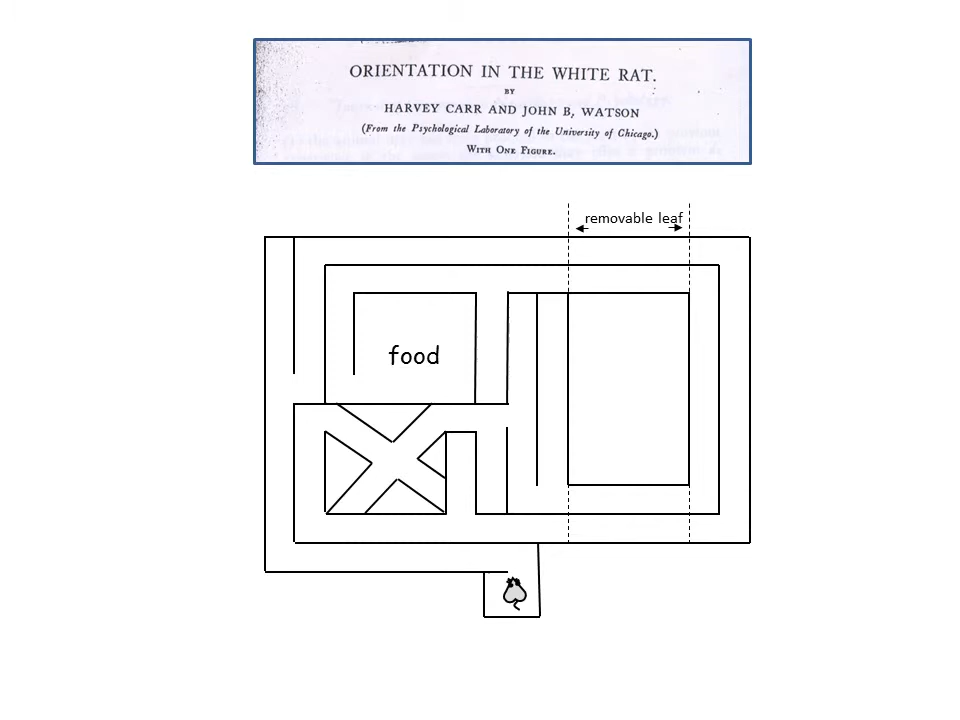 ORIENTATION IN THE WHITE RAT.
BY
HARVEY CARR AND JOHN B, WATSON
(From the Psychological Laboratory of the University of Chicago.)
WITH ONE FIGURE.
removable leaf
food